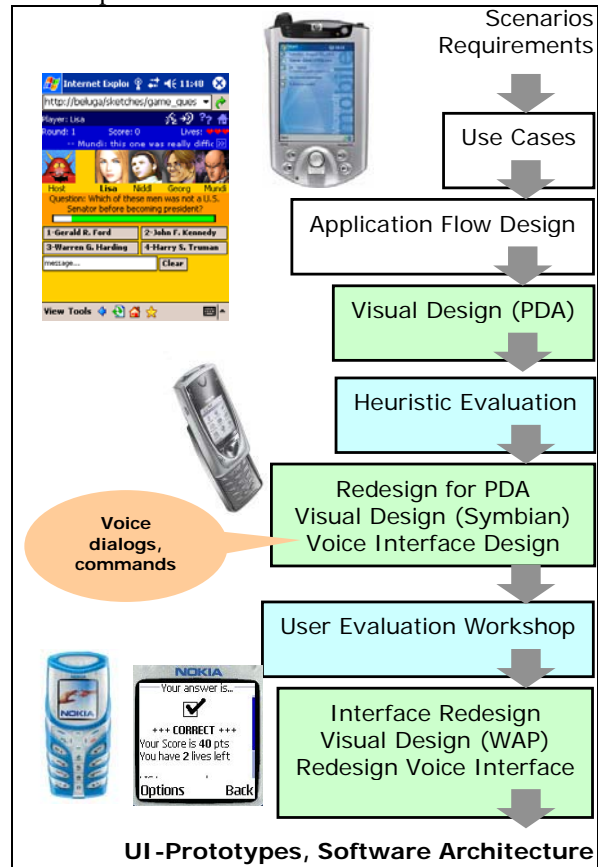 Scenarios
Requirements
Use Cases
Application Flow Design
Visual Design (PDA)
Heuristic Evaluation
Redesign for PDA
Visual Design (Symbian)
Voice Interface Design
User Evaluation Workshop
Interface Redesign
Visual Design (WAP)
Redesign Voice Interface
UI-Prototypes, Software Architecture
Internet Explor 11:48
http://beluga/sketches/game_ques
Player: Lisa
Round: 1 Score: 0 Lives:
Mundi: this one was really diffic
Host Lisa Niddl Georg Mundi
Question: Which of these men was not a U.S.
Senator before becoming president?
1-Gerald R. Ford 2-John F. Kennedy
3-Warren G. Harding 4-Harry S. Truman
message... Clear
View Tools
mobile
Voice
dialogs,
commands
NOKIA
NOKIA
Your answer is...
+++ CORRECT +++
Your Score is 40 pts
You have 2 lives left
Options Back